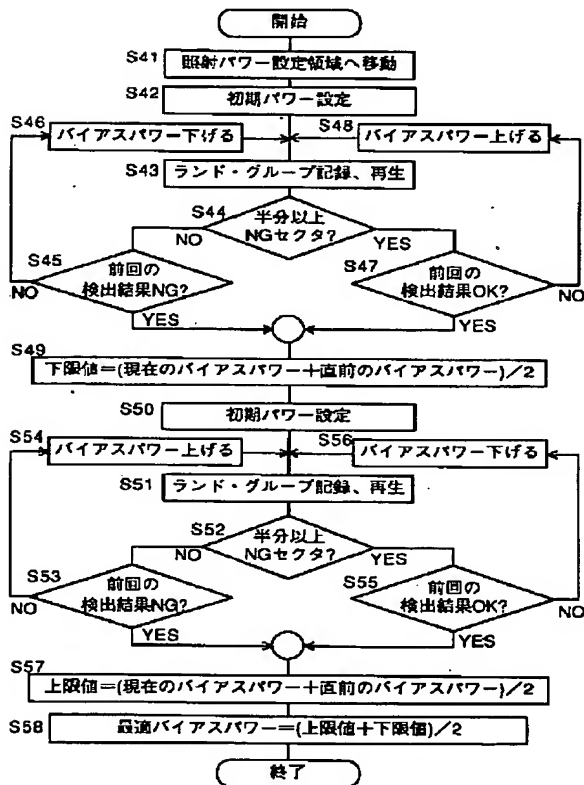 開始
S41
照射パワー設定領域へ移動
S42
初期パワー設定
S46
バイアスパワー下げる
S48
バイアスパワー上げる
S43
ランド・グループ記録、再生
S44
半分以上
NGセクタ?
NO
YES
S45
前回の
検出結果NG?
NO
YES
S47
前回の
検出結果OK?
NO
YES
S49
下限値=(現在のバイアスパワー+直前のバイアスパワー)/2
S50
初期パワー設定
S54
バイアスパワー上げる
S56
バイアスパワー下げる
S51
ランド・グループ記録、再生
S52
半分以上
NGセクタ?
NO
YES
S53
前回の
検出結果NG?
NO
YES
S55
前回の
検出結果OK?
NO
YES
S57
上限値=(現在のバイアスパワー+直前のバイアスパワー)/2
S58
最適バイアスパワー=(上限値+下限値)/2
終了